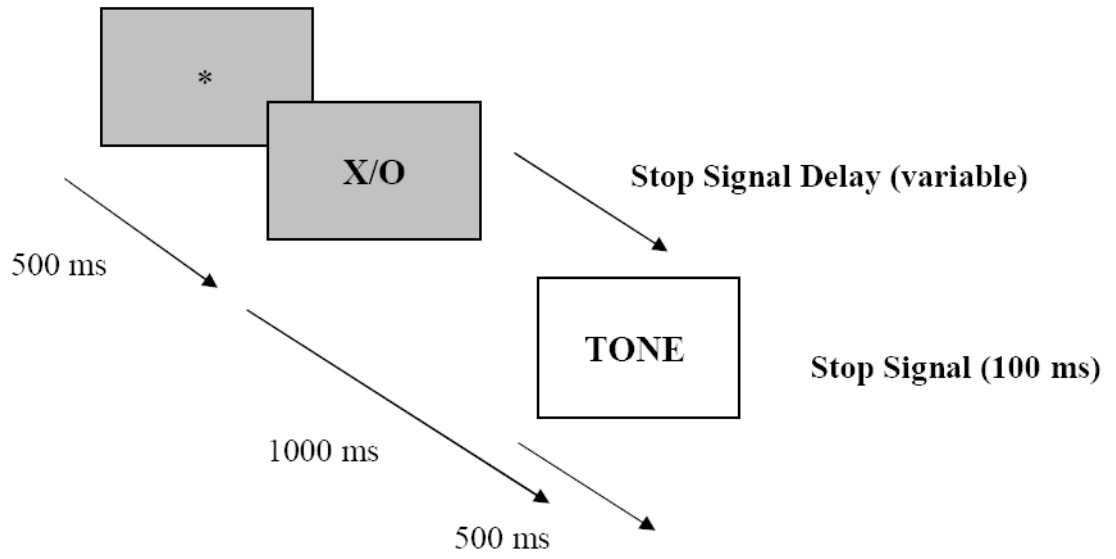 *
X/O
Stop Signal Delay (variable)
500 ms
TONE
Stop Signal (100 ms)
1000 ms
500 ms